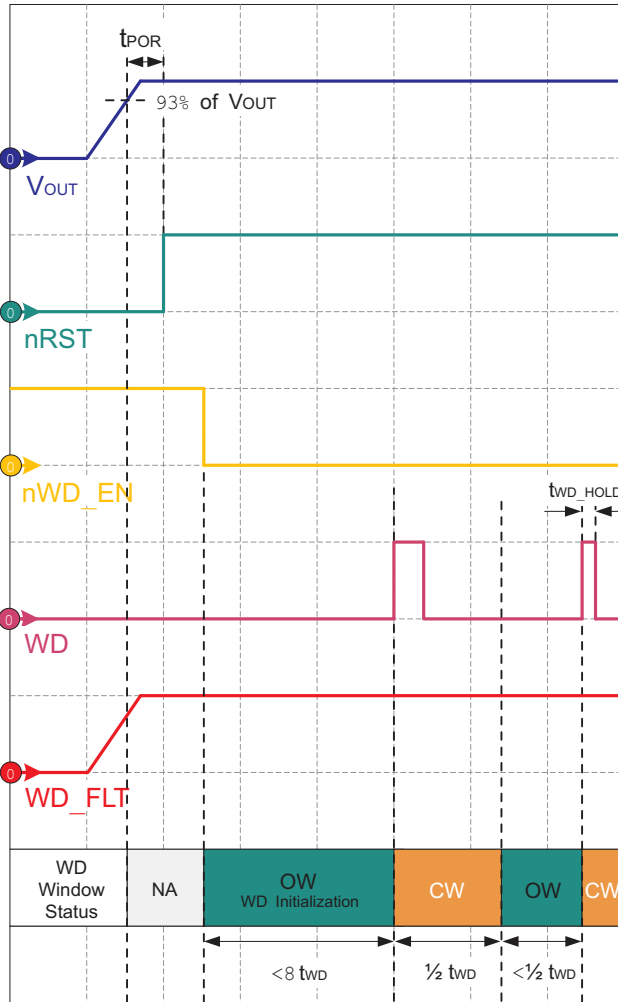 tPOR
93% of VOUT
0
VOUT
0
nRST
0
nWD_EN
tWD_HOLD
0
WD
0
WD_FLT
WD
Window
Status
NA
OW
WD Initialization
CW
OW
CW
<8 tWD
½ tWD
<½ tWD